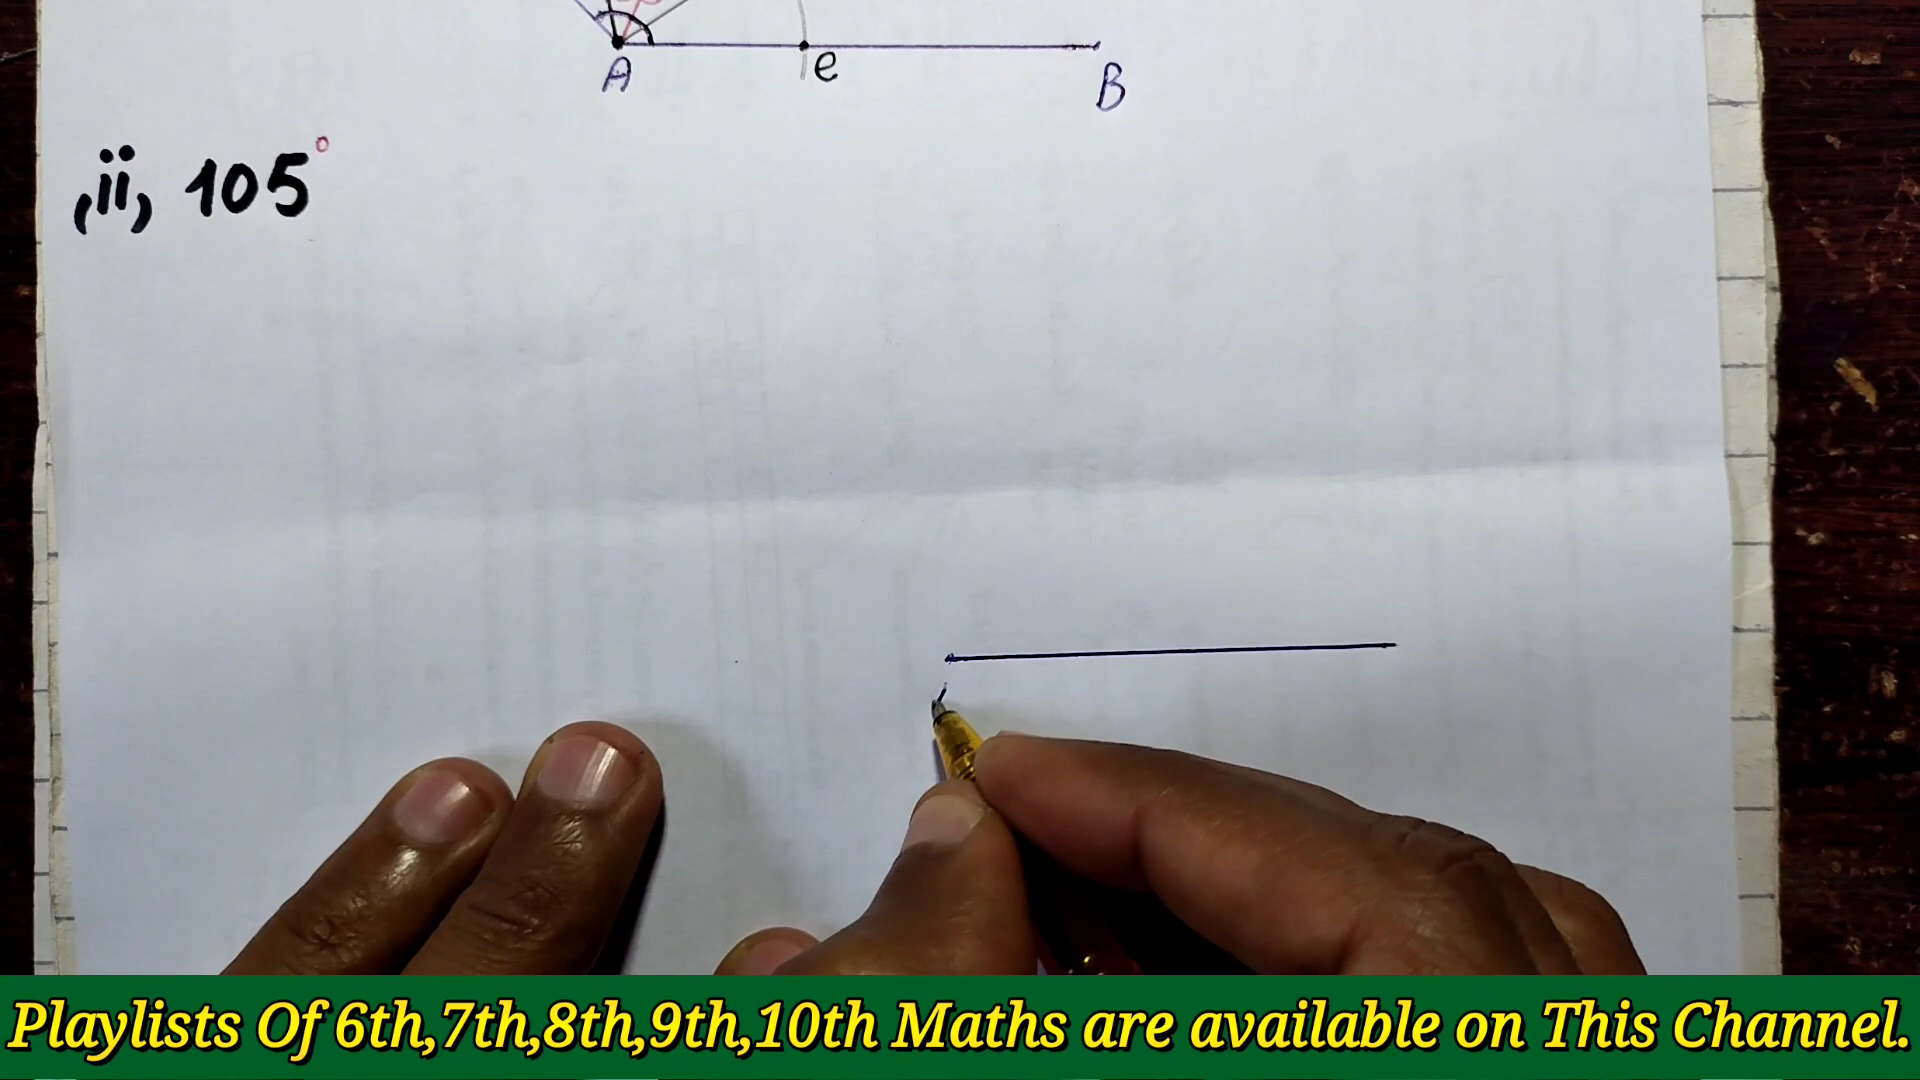 A e B
(ii) 105°
Playlists Of 6th,7th,8th,9th,10th Maths are available on This Channel.